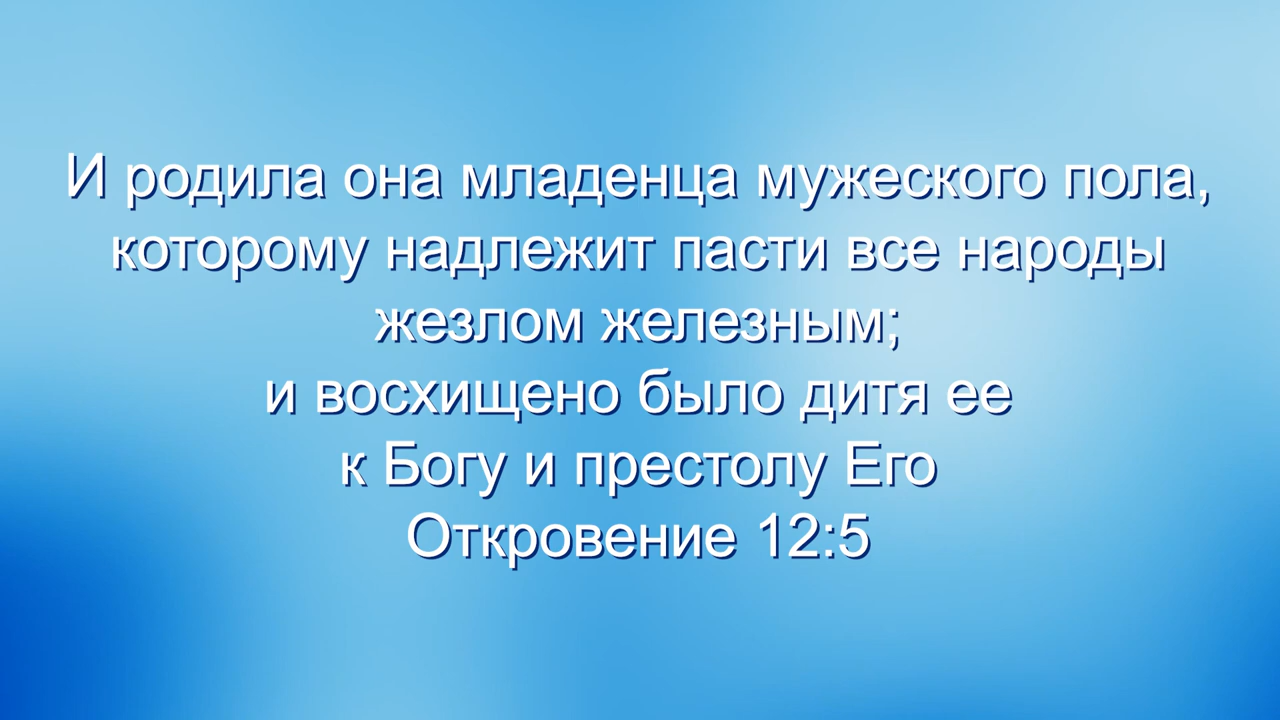 И родила она младенца мужеского пола,
которому надлежит пасти все народы
жезлом железным;
и восхищено было дитя ее
к Богу и престолу Его
Откровение 12:5